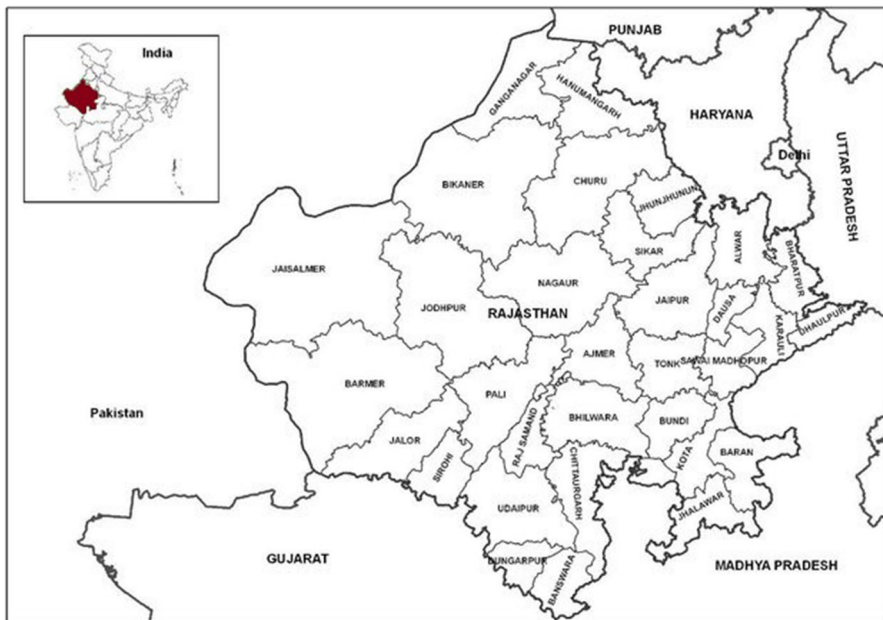 India
PUNJAB
GANGANAGAR
HANUMANGARH
HARYANA
Delhi
UTTAR PRADESH
BIKANER
CHURU
JHUNJHUNUN
SIKAR
ALWAR
BHARATPUR
JAISALMER
NAGAUR
JAIPUR
DAUSA
JODHPUR
RAJASTHAN
KARAULI
DHAULPUR
AJMER
TONK
SAWAI MADHOPUR
BARMER
PALI
Pakistan
RAJ SAMAND
BHILWARA
BUNDI
JALOR
SIROHI
CHITTAURGARH
KOTA
BARAN
UDAIPUR
JHALAWAR
GUJARAT
DUNGARPUR
BANSWARA
MADHYA PRADESH